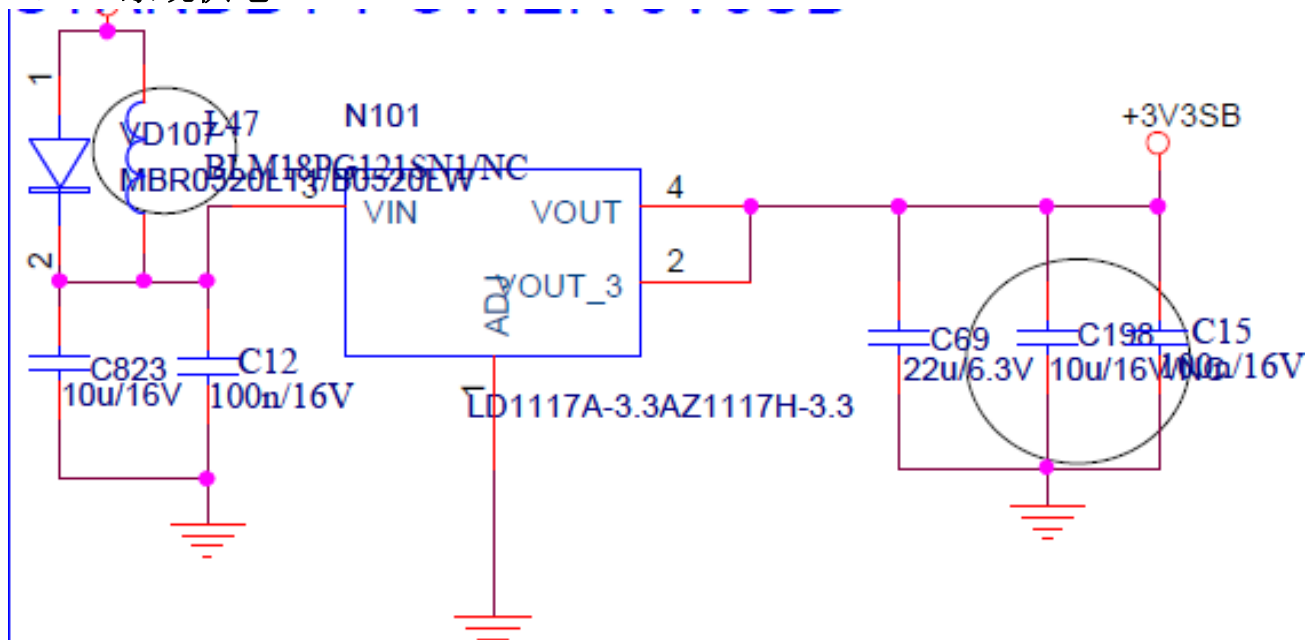 1
VD107
L47
N101
BLM18PG121SN1/NC
MBR0520LT1/B0520LW
+3V3SB
3
VIN
VOUT
4
2
ADJ
VOUT_3
2
C823
10u/16V
C12
100n/16V
1
LD1117A-3.3AZ1117H-3.3
C69
22u/6.3V
C198
10u/16V/NC
C15
100n/16V